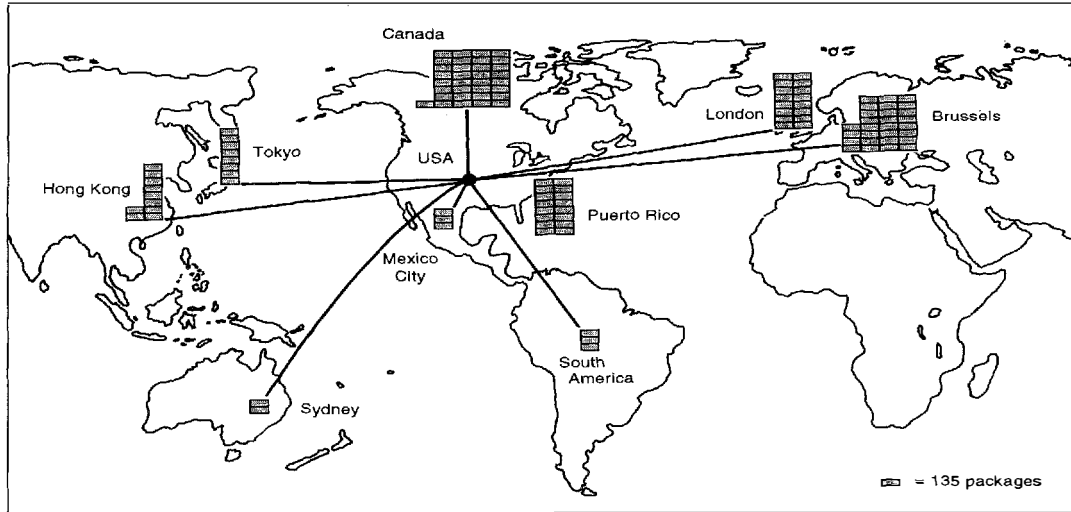 Canada
London
Brussels
Tokyo
USA
Hong Kong
Puerto Rico
Mexico
City
South
America
Sydney
= 135 packages